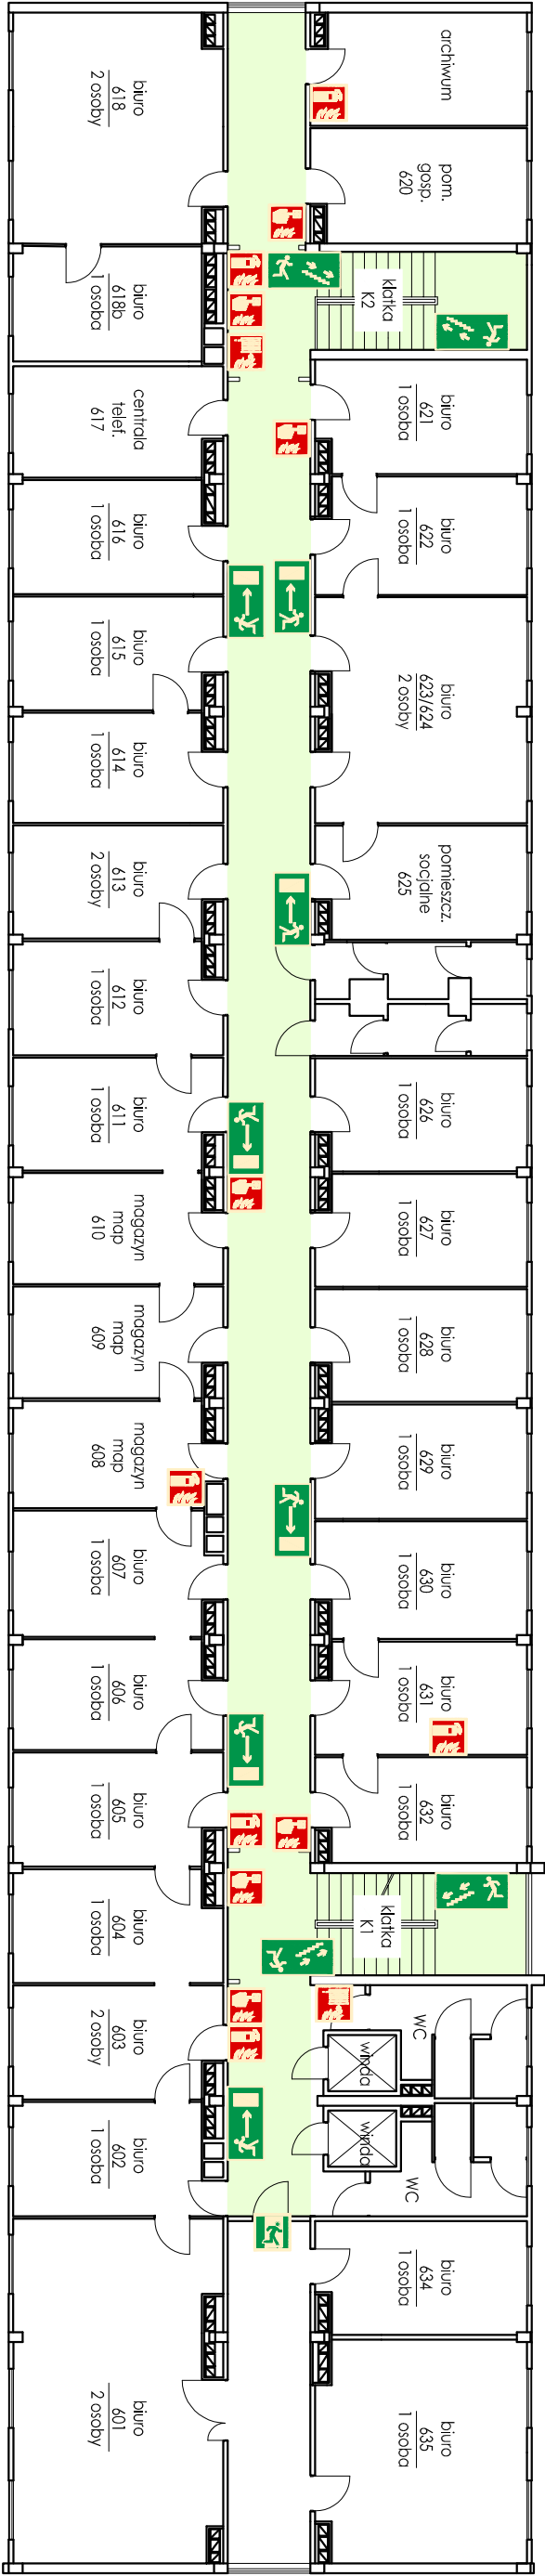 archiwum
biuro
618
2 osoby
pom.
gosp.
620
biuro
618b
1 osoba
klatka
K2
centrala
telef.
617
biuro
621
1 osoba
biuro
616
1 osoba
biuro
622
1 osoba
biuro
615
1 osoba
biuro
623/624
2 osoby
biuro
614
1 osoba
biuro
613
2 osoby
pomieszcz.
socjalne
625
biuro
612
1 osoba
biuro
611
1 osoba
biuro
626
1 osoba
magazyn
map
610
biuro
627
1 osoba
magazyn
map
609
biuro
628
1 osoba
magazyn
map
608
biuro
629
1 osoba
biuro
607
1 osoba
biuro
630
1 osoba
biuro
606
1 osoba
biuro
631
1 osoba
biuro
605
1 osoba
biuro
632
1 osoba
biuro
604
1 osoba
klatka
K1
biuro
603
2 osoby
WC
winda
biuro
602
1 osoba
winda
WC
biuro
634
1 osoba
biuro
601
2 osoby
biuro
635
1 osoba